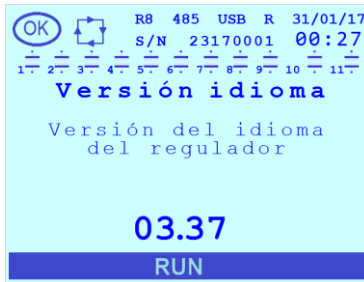 OK R8 485 USB R 31/01/17
S/N 23170001 00:27
1 2 3 4 5 6 7 8 9 10 11
Versión idioma
Versión del idioma
del regulador
03.37
RUN